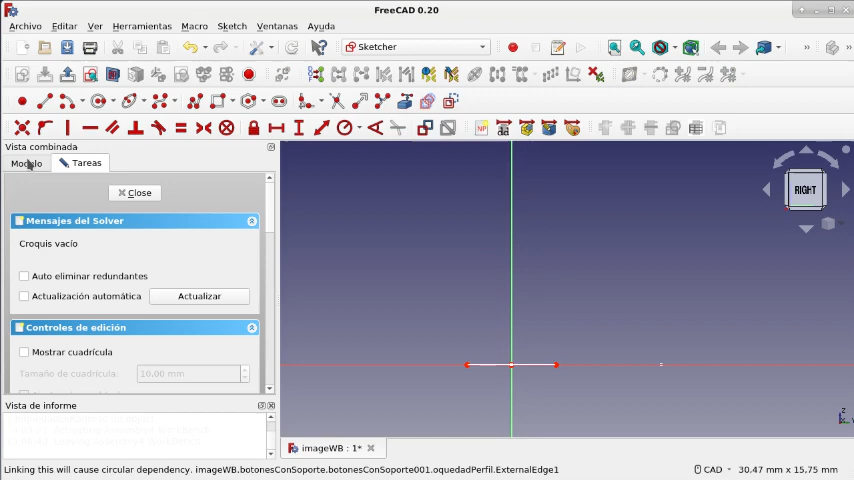 FreeCAD 0.20
Archivo Editar Ver Herramientas Macro Sketch Ventanas Ayuda
Sketcher
NP
Vista combinada
Modelo Tareas
Close
Mensajes del Solver
Croquis vacío
Auto eliminar redundantes
Actualización automática Actualizar
Controles de edición
Mostrar cuadrícula
Tamaño de cuadrícula: 10,00 mm
RIGHT
Vista de informe
Z
imageWB : 1*
Linking this will cause circular dependency. imageWB.botonesConSoporte.botonesConSoporte001.oquedadPerfil.ExternalEdge1
CAD 30.47 mm x 15,75 mm